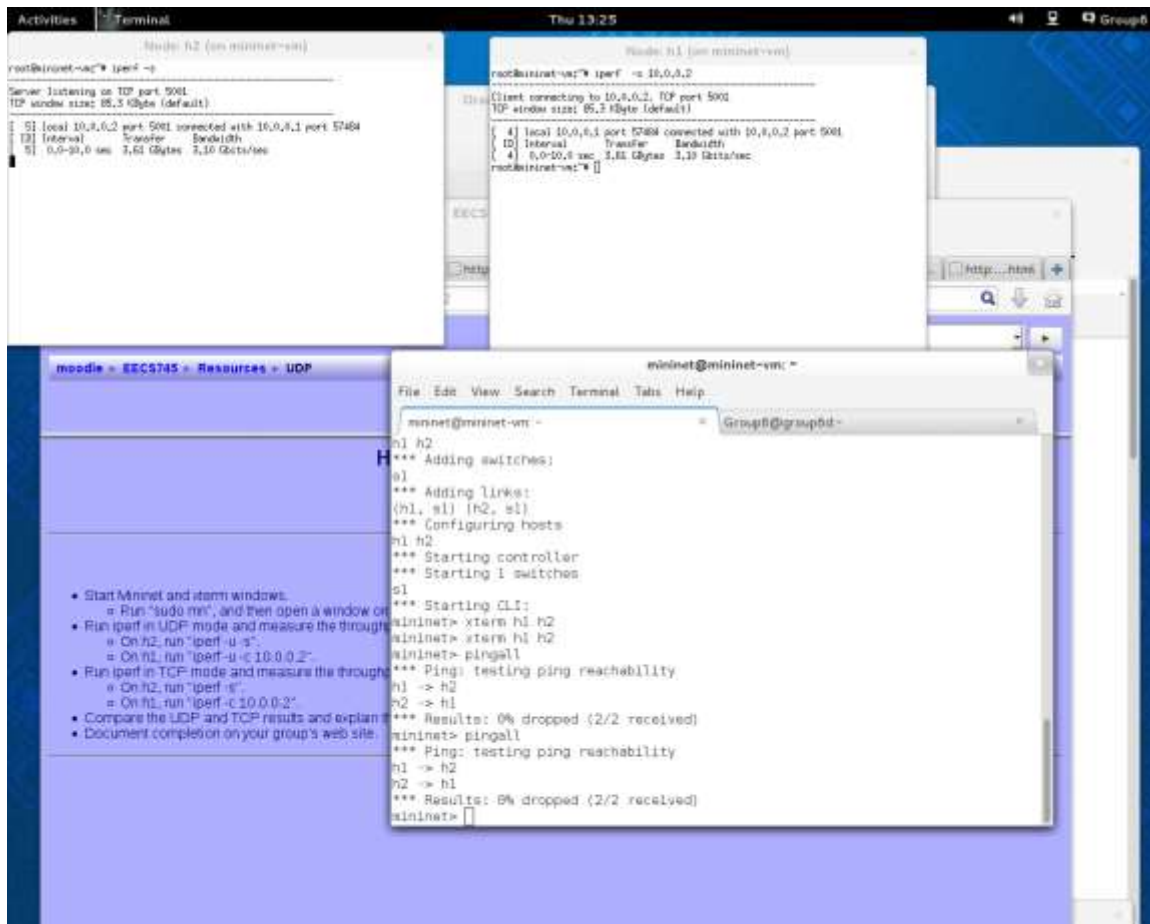 Activities Terminal Thu 13:25 Group6
Node: h2 (on mininet-vm)
root@mininet-vm:~# iperf -s
Server listening on TCP port 5001
TCP window size: 85.3 KByte (default)
[ 5] local 10.0.0.2 port 5001 connected with 10.0.0.1 port 57484
[ ID] Interval Transfer Bandwidth
[ 5] 0.0-10.0 sec 3.61 GBytes 3.10 Gbits/sec
Node: h1 (on mininet-vm)
root@mininet-vm:~# iperf -c 10.0.0.2
Client connecting to 10.0.0.2, TCP port 5001
TCP window size: 85.3 KByte (default)
[ 4] local 10.0.0.1 port 57484 connected with 10.0.0.2 port 5001
[ ID] Interval Transfer Bandwidth
[ 4] 0.0-10.0 sec 3.61 GBytes 3.10 Gbits/sec
root@mininet-vm:~#
EECS
http
http:...html
moodle » EECS745 » Resources » UDP
H
• Start Mininet and xterm windows.
Run "sudo mn", and then open a window on
• Run iperf in UDP mode and measure the through
On h2, run "iperf -u -s".
On h1, run "iperf -u -c 10.0.0.2".
• Run iperf in TCP mode and measure the through
On h2, run "iperf -s".
On h1, run "iperf -c 10.0.0.2".
• Compare the UDP and TCP results and explain
• Document completion on your group's web site.
mininet@mininet-vm: ~
File Edit View Search Terminal Tabs Help
mininet@mininet-vm: ~ Group6@group6d:~
h1 h2
*** Adding switches:
s1
*** Adding links:
(h1, s1) (h2, s1)
*** Configuring hosts
h1 h2
*** Starting controller
*** Starting 1 switches
s1
*** Starting CLI:
mininet> xterm h1 h2
mininet> xterm h1 h2
mininet> pingall
*** Ping: testing ping reachability
h1 -> h2
h2 -> h1
*** Results: 0% dropped (2/2 received)
mininet> pingall
*** Ping: testing ping reachability
h1 -> h2
h2 -> h1
*** Results: 0% dropped (2/2 received)
mininet>